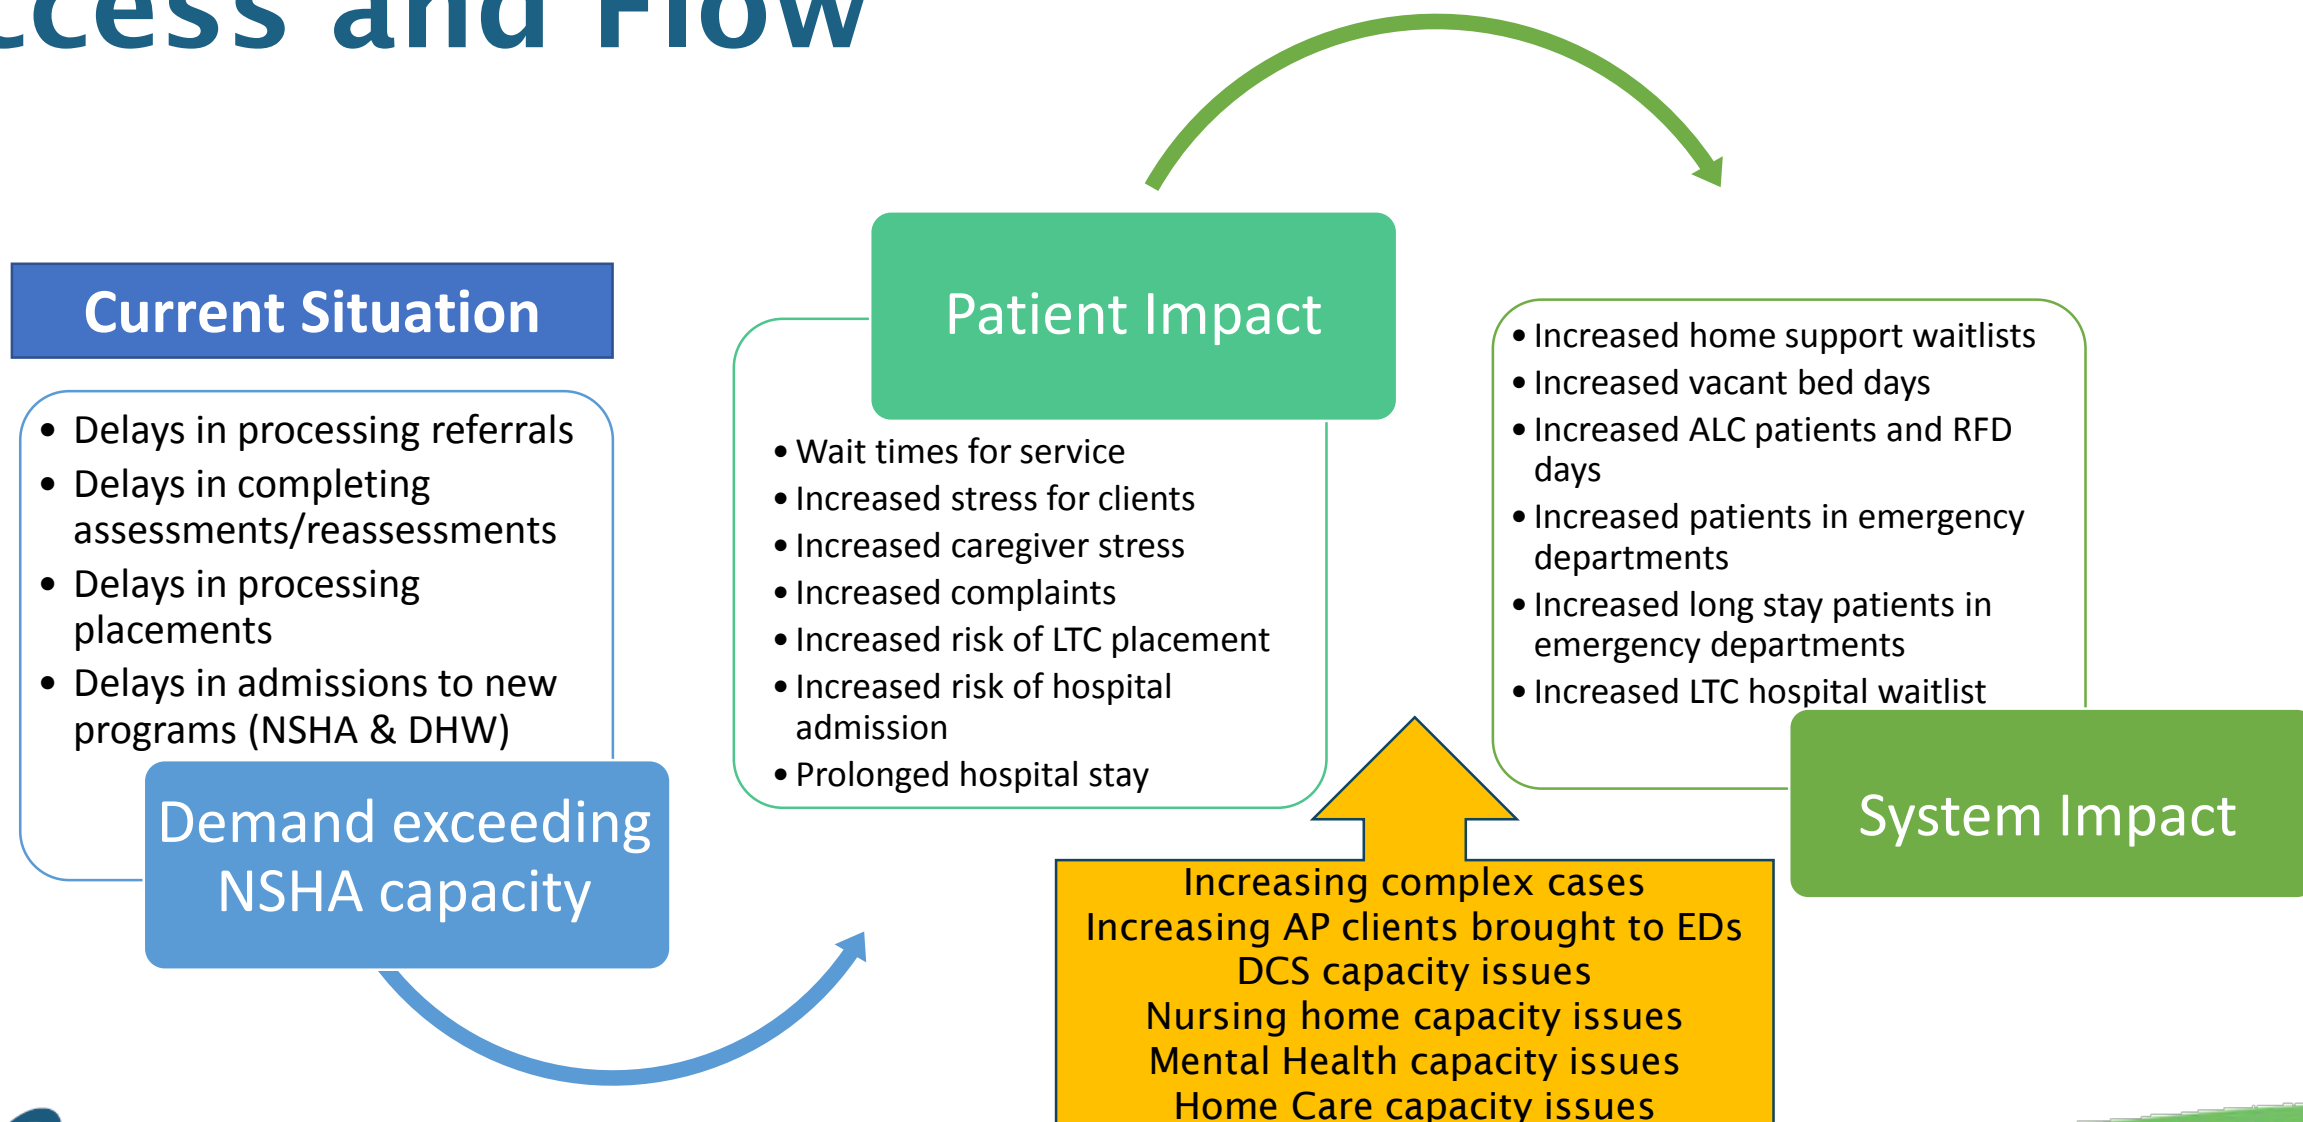 ccess and Flow
Current Situation
• Delays in processing referrals
• Delays in completing
assessments/reassessments
• Delays in processing
placements
• Delays in admissions to new
programs (NSHA & DHW)
Demand exceeding
NSHA capacity
Patient Impact
• Wait times for service
• Increased stress for clients
• Increased caregiver stress
• Increased complaints
• Increased risk of LTC placement
• Increased risk of hospital
admission
• Prolonged hospital stay
• Increased home support waitlists
• Increased vacant bed days
• Increased ALC patients and RFD
days
• Increased patients in emergency
departments
• Increased long stay patients in
emergency departments
• Increased LTC hospital waitlist
System Impact
Increasing complex cases
Increasing AP clients brought to EDs
DCS capacity issues
Nursing home capacity issues
Mental Health capacity issues
Home Care capacity issues